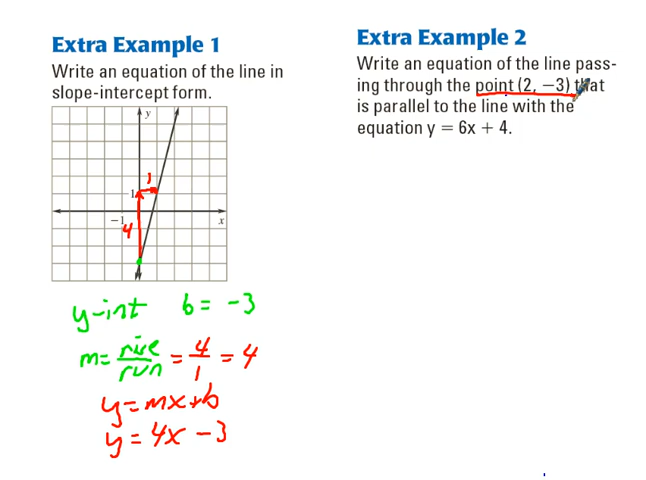 Extra Example 1
Write an equation of the line in
slope-intercept form.
y
1
1
−1
x
4
y-int b = -3
m = rise/run = 4/1 = 4
y = mx + b
y = 4x - 3
Extra Example 2
Write an equation of the line pass-
ing through the point (2, −3) that
is parallel to the line with the
equation y = 6x + 4.